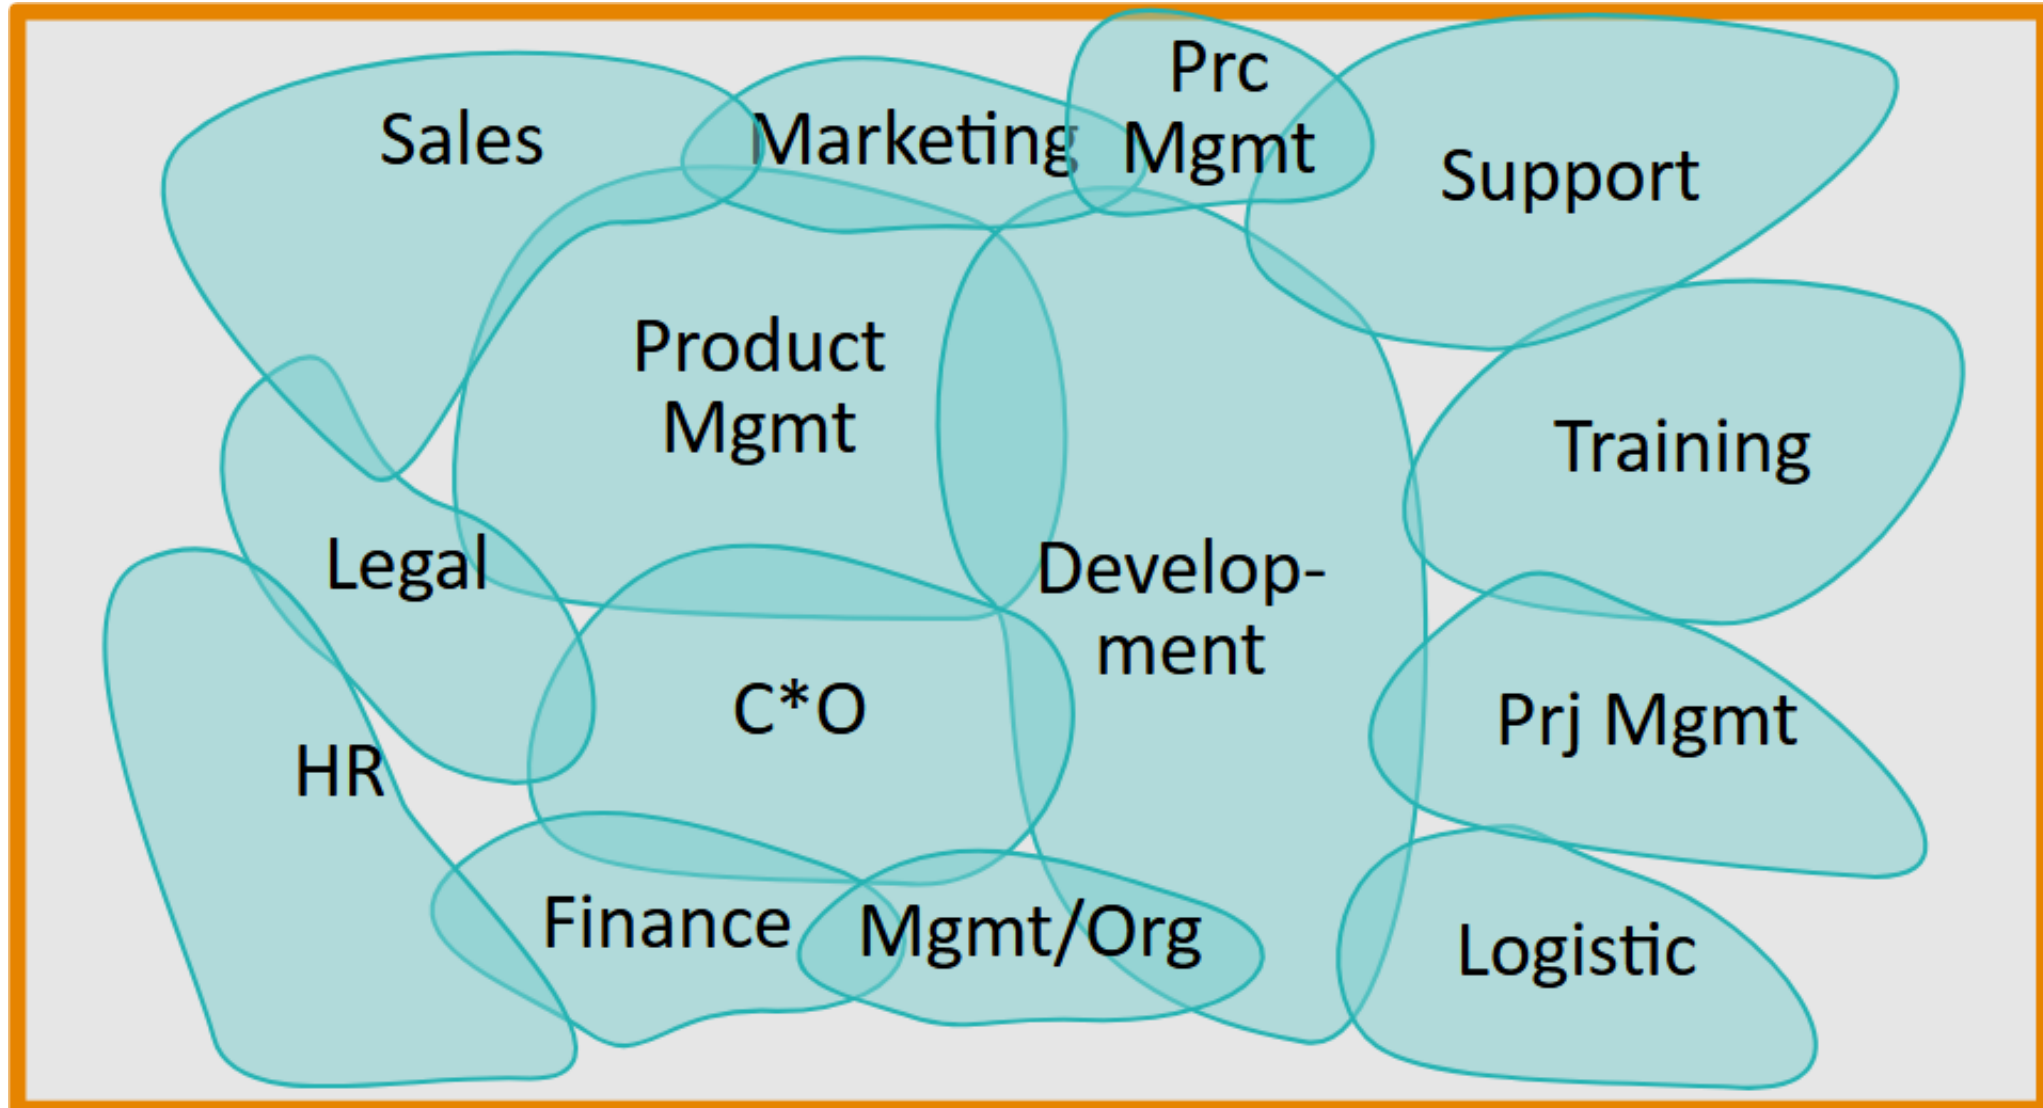 Sales
Marketing
Prc
Mgmt
Support
Product
Mgmt
Training
Legal
Develop-
ment
C*O
Prj Mgmt
HR
Finance
Mgmt/Org
Logistic